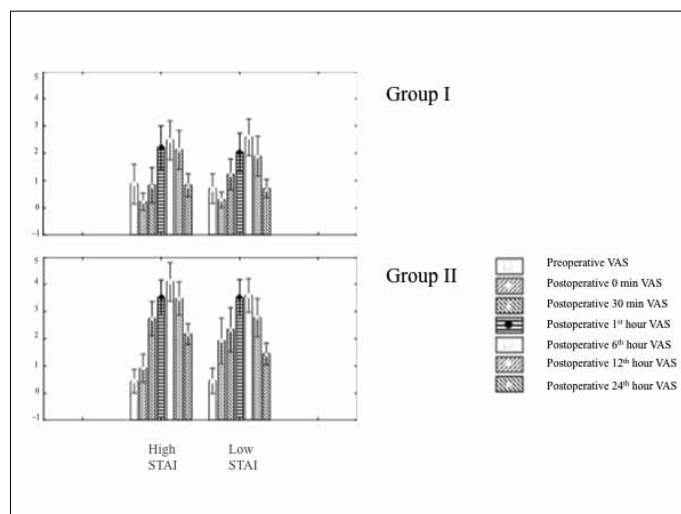 Group I
5
4
3
2
1
0
-1
Group II
5
4
3
2
1
0
-1
High
STAI
Low
STAI
Preoperative VAS
Postoperative 0 min VAS
Postoperative 30 min VAS
Postoperative 1st hour VAS
Postoperative 6th hour VAS
Postoperative 12th hour VAS
Postoperative 24th hour VAS